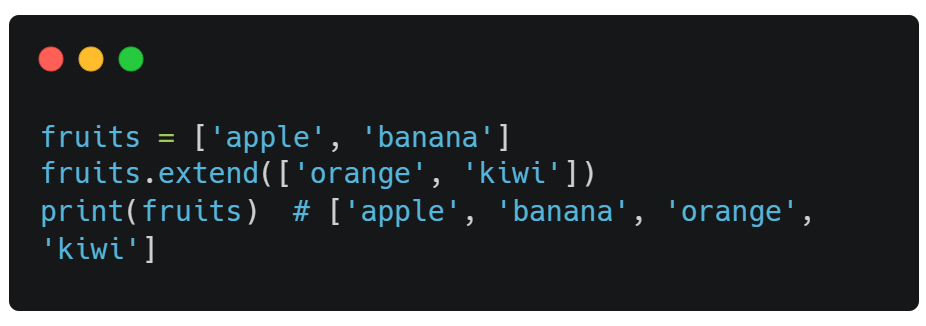 fruits = ['apple', 'banana']
fruits.extend(['orange', 'kiwi'])
print(fruits)  # ['apple', 'banana', 'orange',
'kiwi']